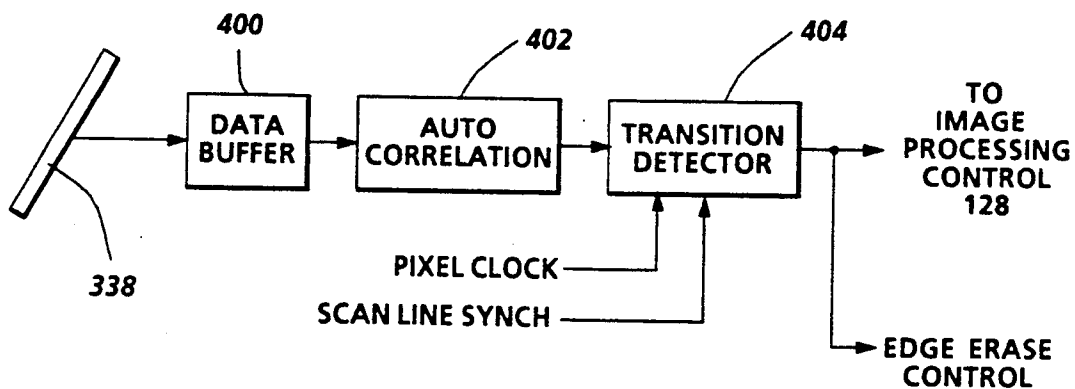 400
402
404
DATA
BUFFER
AUTO
CORRELATION
TRANSITION
DETECTOR
TO
IMAGE
PROCESSING
CONTROL
128
338
PIXEL CLOCK
SCAN LINE SYNCH
EDGE ERASE
CONTROL